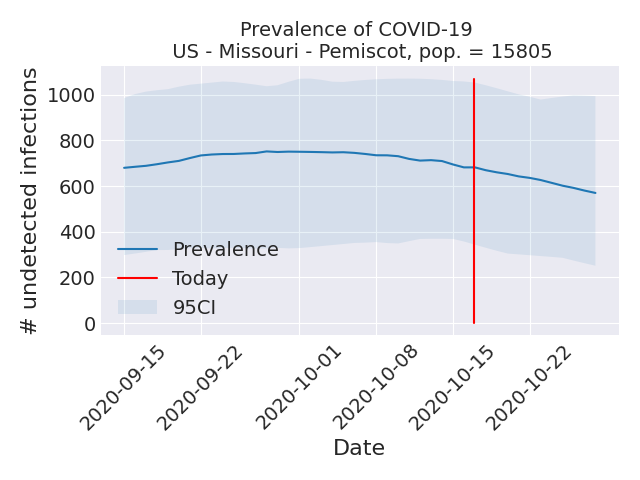 Prevalence of COVID-19
US - Missouri - Pemiscot, pop. = 15805
# undetected infections
1000
800
600
400
200
0
Prevalence
Today
95CI
2020-09-15
2020-09-22
2020-10-01
2020-10-08
2020-10-15
2020-10-22
Date